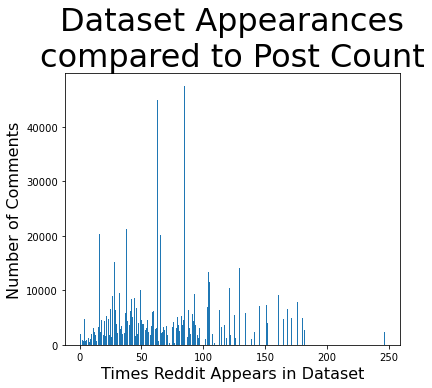 Dataset Appearances
compared to Post Count
Number of Comments
40000
30000
20000
10000
0
0 50 100 150 200 250
Times Reddit Appears in Dataset